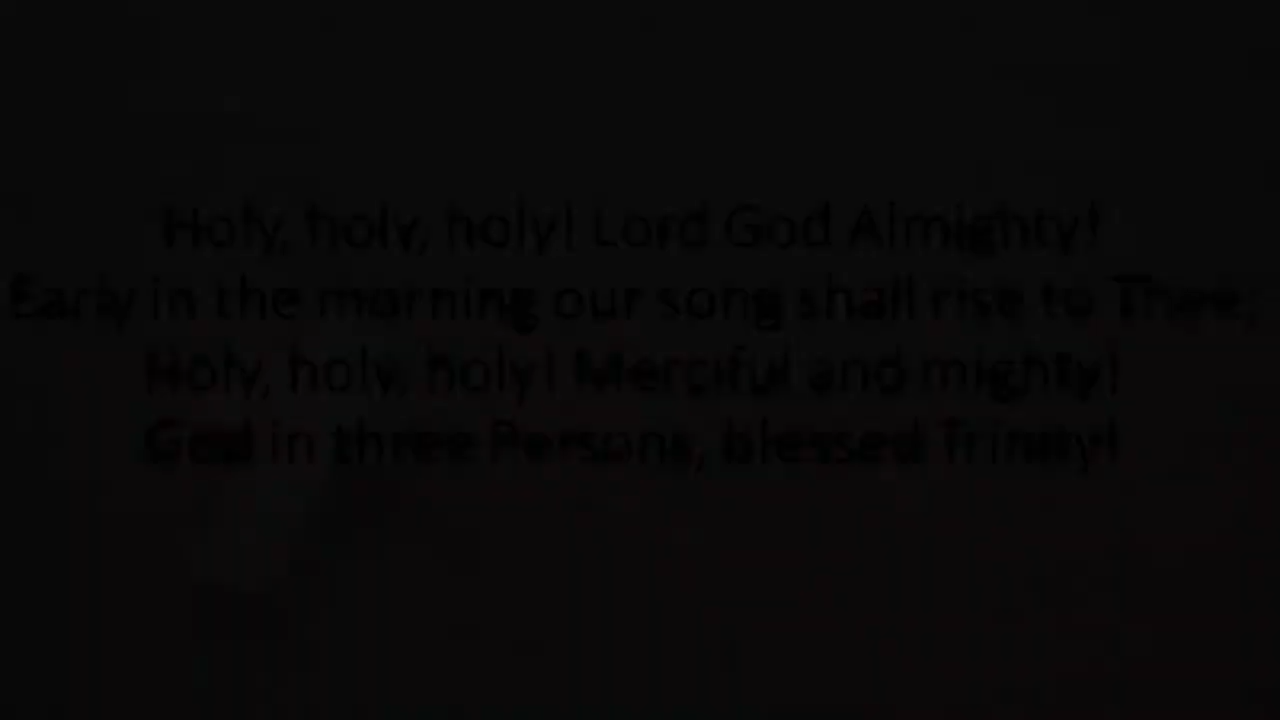 Holy, holy, holy! Lord God Almighty!
Early in the morning our song shall rise to Thee;
Holy, holy, holy! Merciful and mighty!
God in three Persons, blessed Trinity!